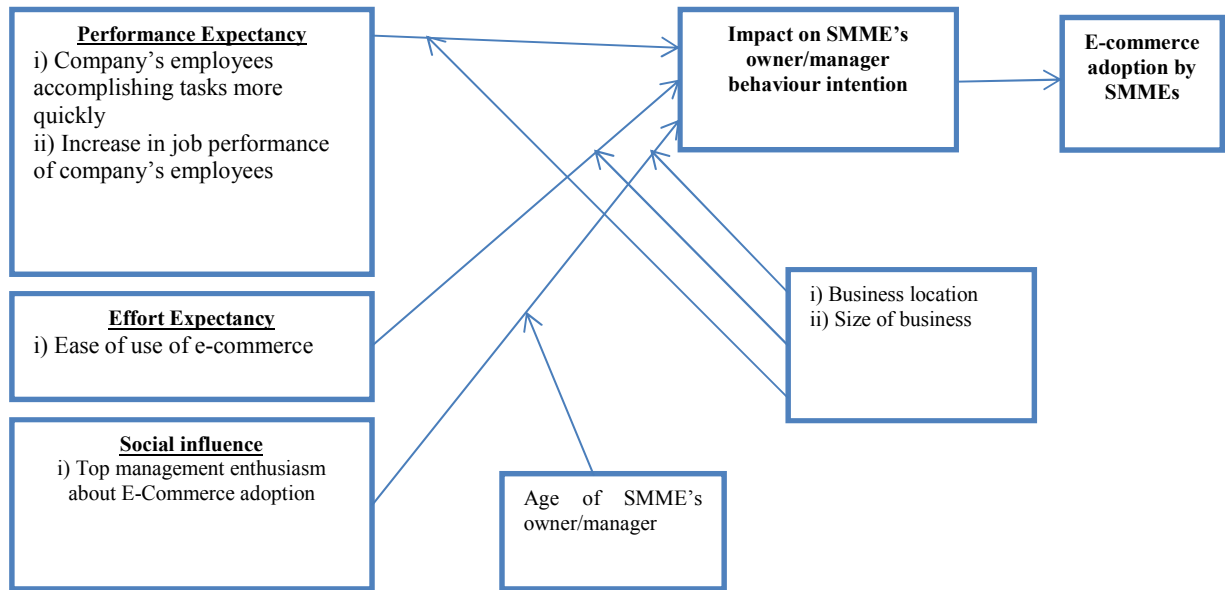 Performance Expectancy
i) Company’s employees
accomplishing tasks more
quickly
ii) Increase in job performance
of company’s employees
Impact on SMME’s
owner/manager
behaviour intention
E-commerce
adoption by
SMMEs
Effort Expectancy
i) Ease of use of e-commerce
i) Business location
ii) Size of business
Social influence
i) Top management enthusiasm
about E-Commerce adoption
Age of SMME’s
owner/manager